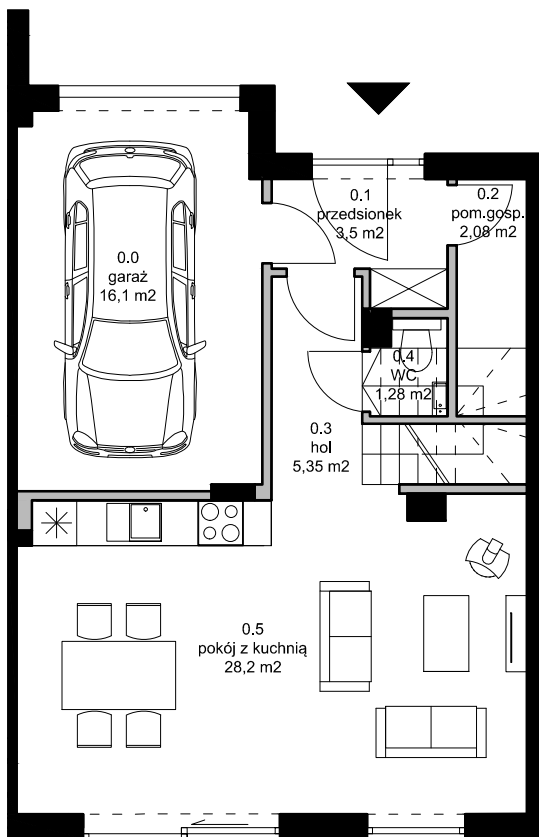 0.0
garaż
16,1 m2
0.1
przedsionek
3,5 m2
0.2
pom.gosp.
2,08 m2
0.4
WC
1,28 m2
0.3
hol
5,35 m2
0.5
pokój z kuchnią
28,2 m2